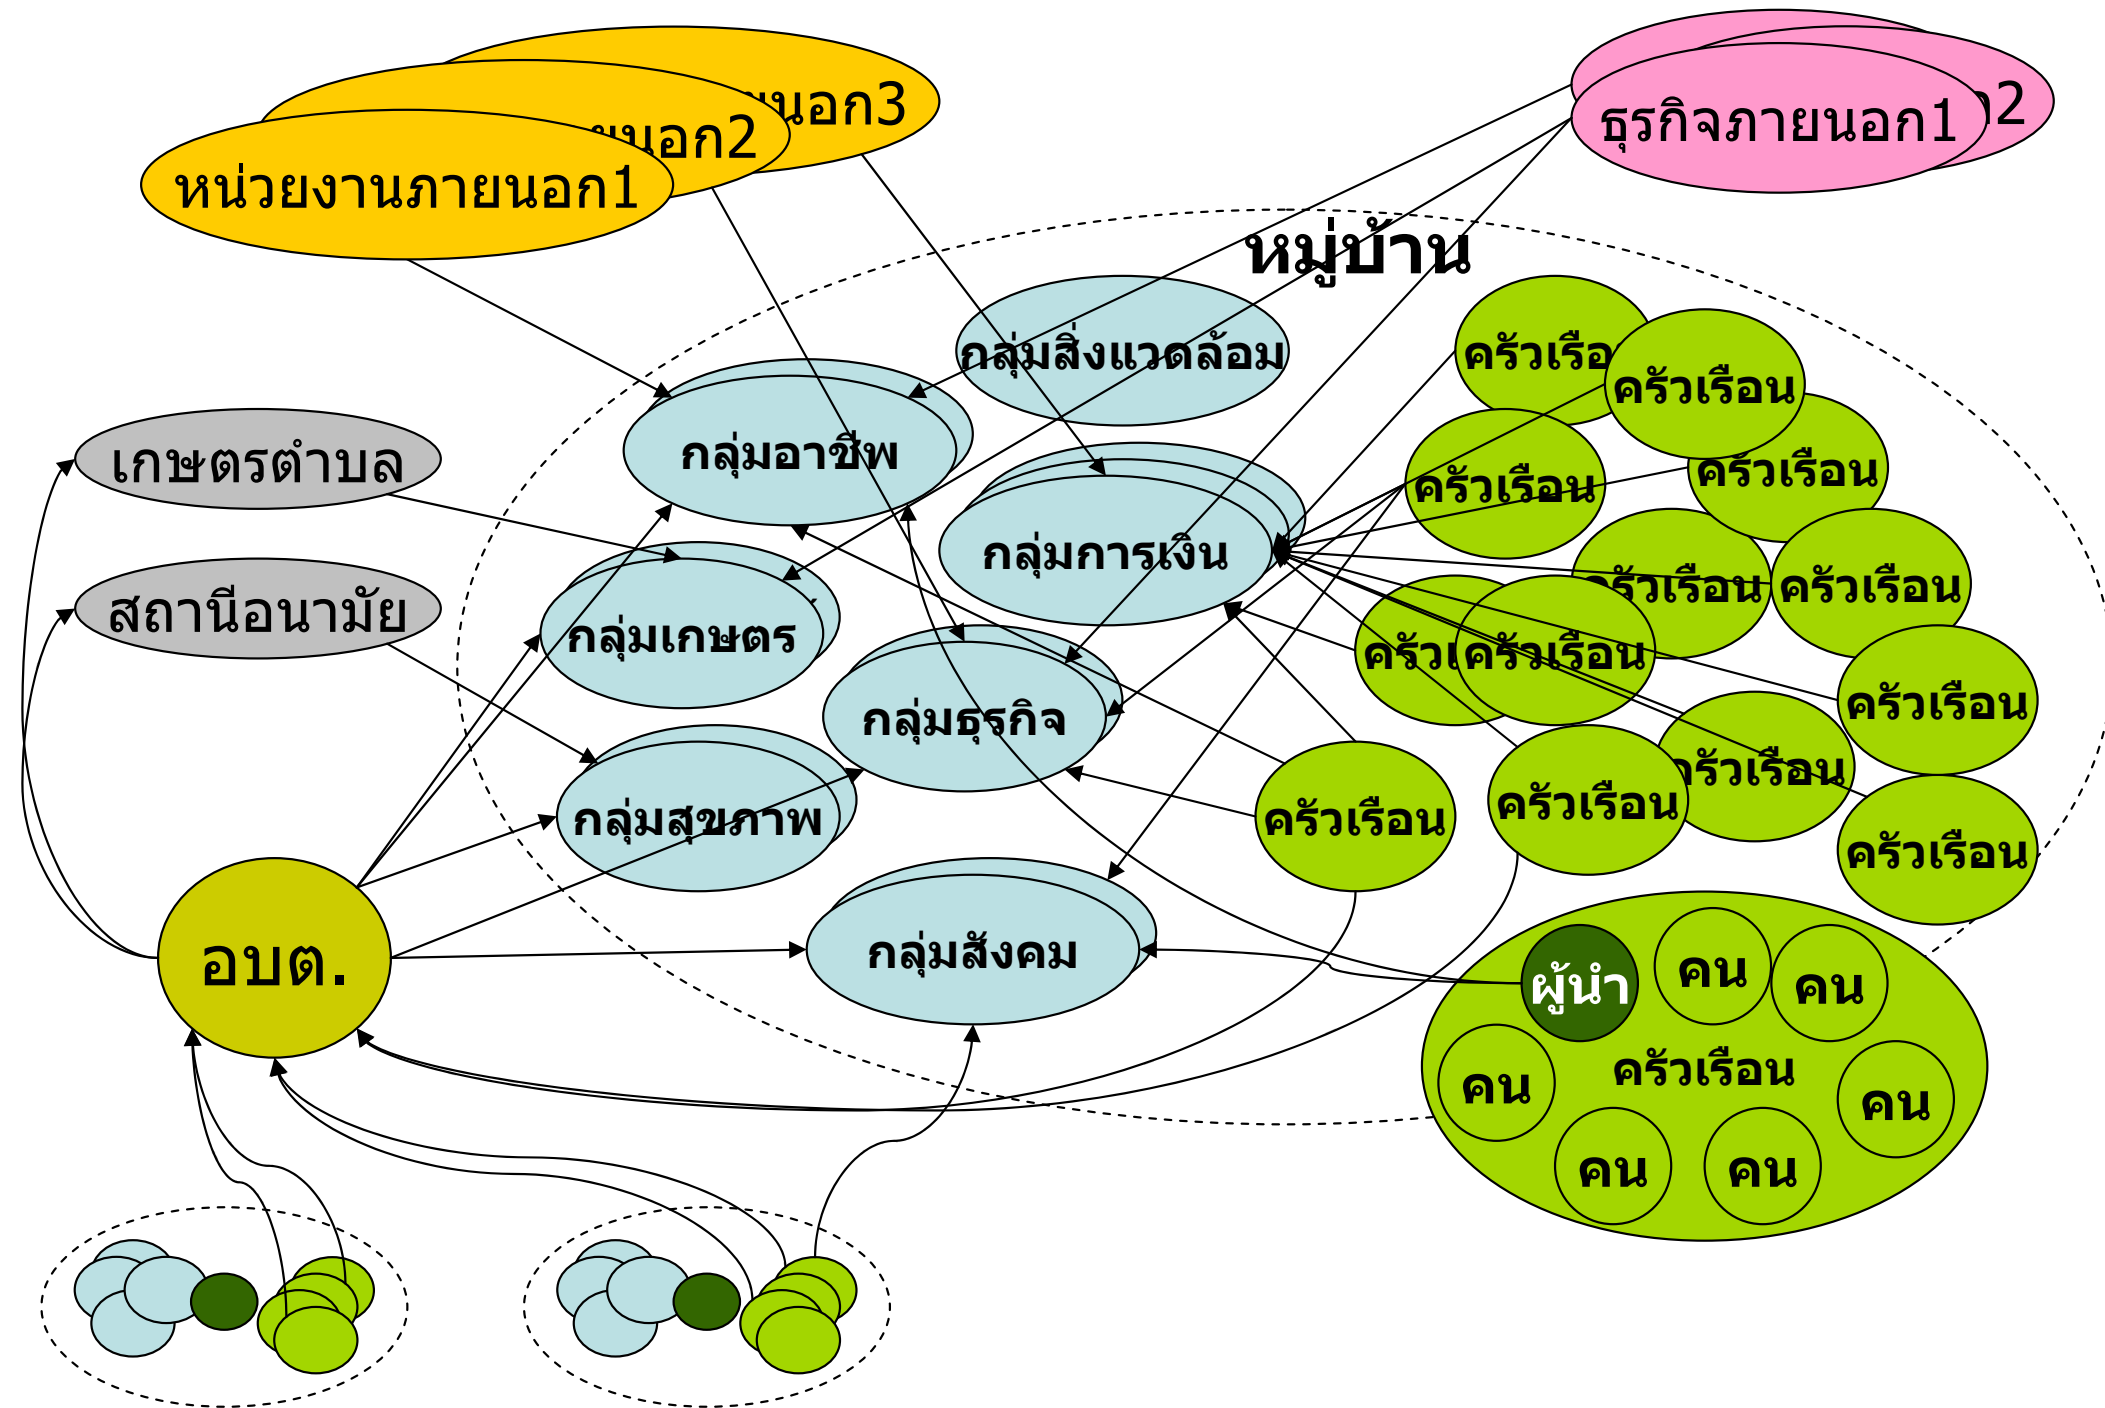 นอก3
ยนอก2
หน่วยงานภายนอก1
ธุรกิจภายนอก1
2
หมู่บ้าน
กลุ่มสิ่งแวดล้อม
ครัวเรือ
ครัวเรือน
กลุ่มอาชีพ
เกษตรตำบล
ครัวเรือน
ครัวเรือน
กลุ่มการเงิน
ครัวเรือน
ครัวเรือน
สถานีอนามัย
กลุ่มเกษตร
ครัวเ
ครัวเรือน
ครัวเรือน
กลุ่มธุรกิจ
ครัวเรือน
กลุ่มสุขภาพ
ครัวเรือน
ครัวเรือน
ครัวเรือน
อบต.
กลุ่มสังคม
ผู้นำ
คน
คน
ครัวเรือน
คน
คน
คน
คน